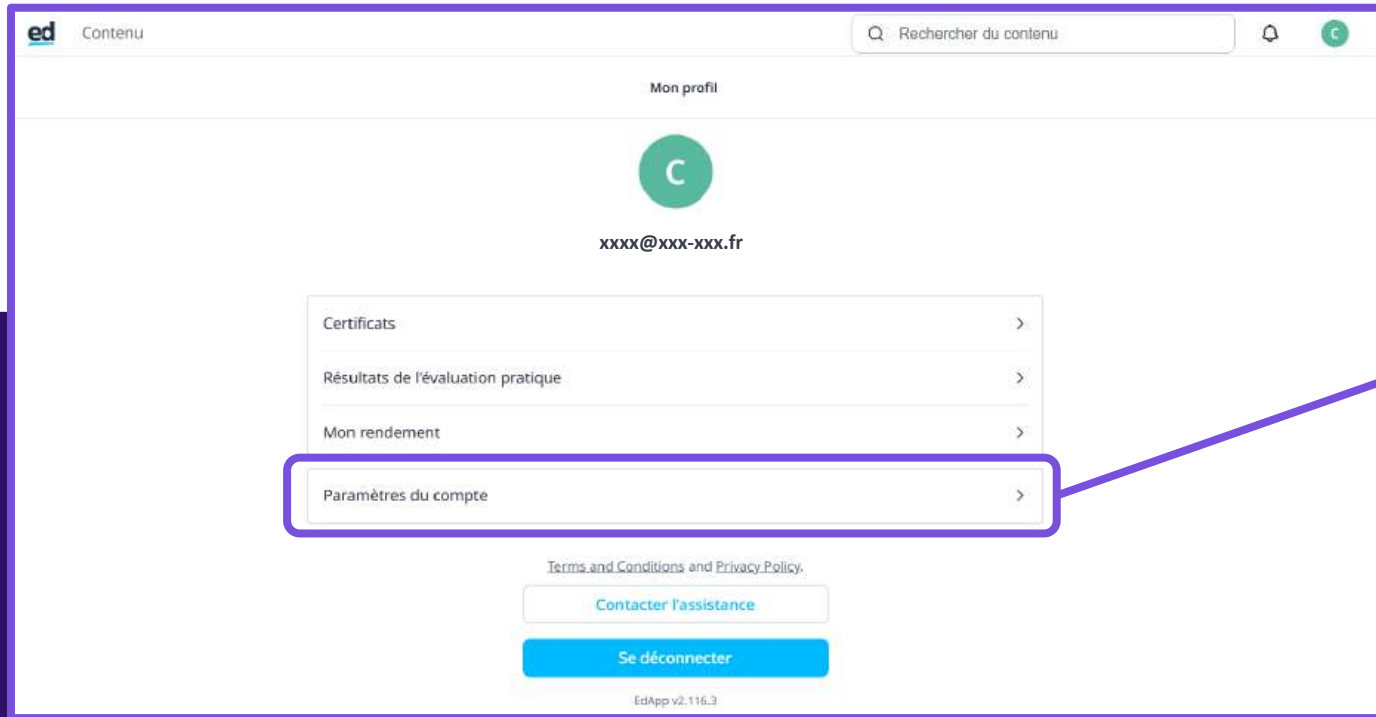 ed Contenu Rechercher du contenu C
Mon profil
C
xxxx@xxx-xxx.fr
Certificats
Résultats de l'évaluation pratique
Mon rendement
Paramètres du compte
Terms and Conditions and Privacy Policy.
Contacter l'assistance
Se déconnecter
EdApp v2.116.3